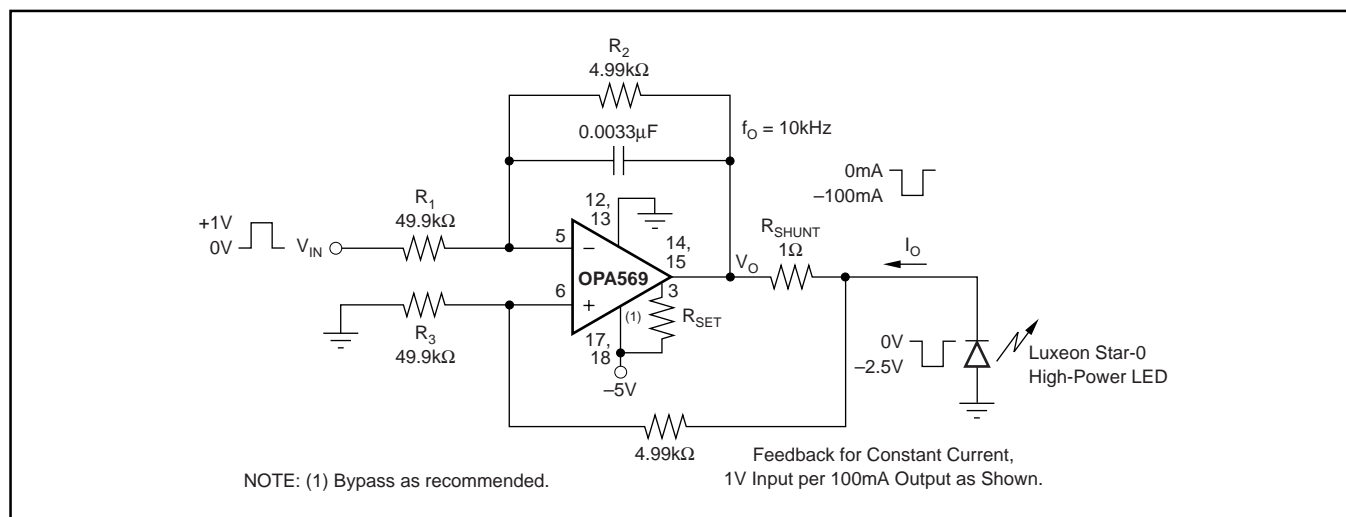 R2
4.99kΩ
0.0033µF
fO = 10kHz
0mA
–100mA
R1
49.9kΩ
+1V
0V
VIN
12,
13
5
–
14,
15
RSHUNT
1Ω
VO
IO
OPA569
6
+
3
(1)
RSET
R3
49.9kΩ
17,
18
–5V
0V
–2.5V
Luxeon Star-0
High-Power LED
4.99kΩ
Feedback for Constant Current,
1V Input per 100mA Output as Shown.
NOTE: (1) Bypass as recommended.